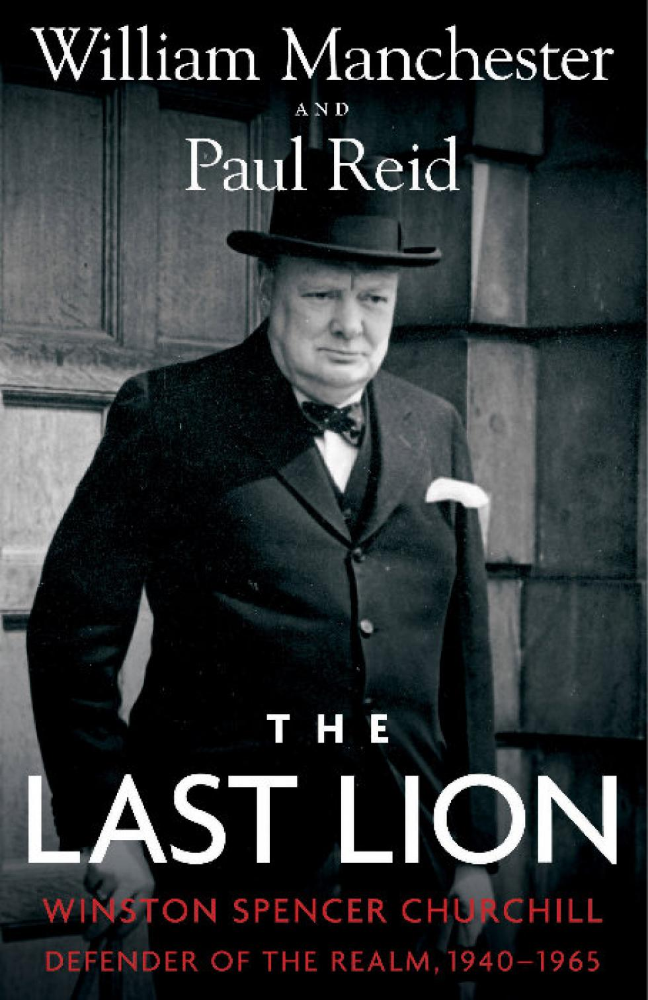 William Manchester
AND
Paul Reid
THE
LAST LION
WINSTON SPENCER CHURCHILL
DEFENDER OF THE REALM, 1940–1965